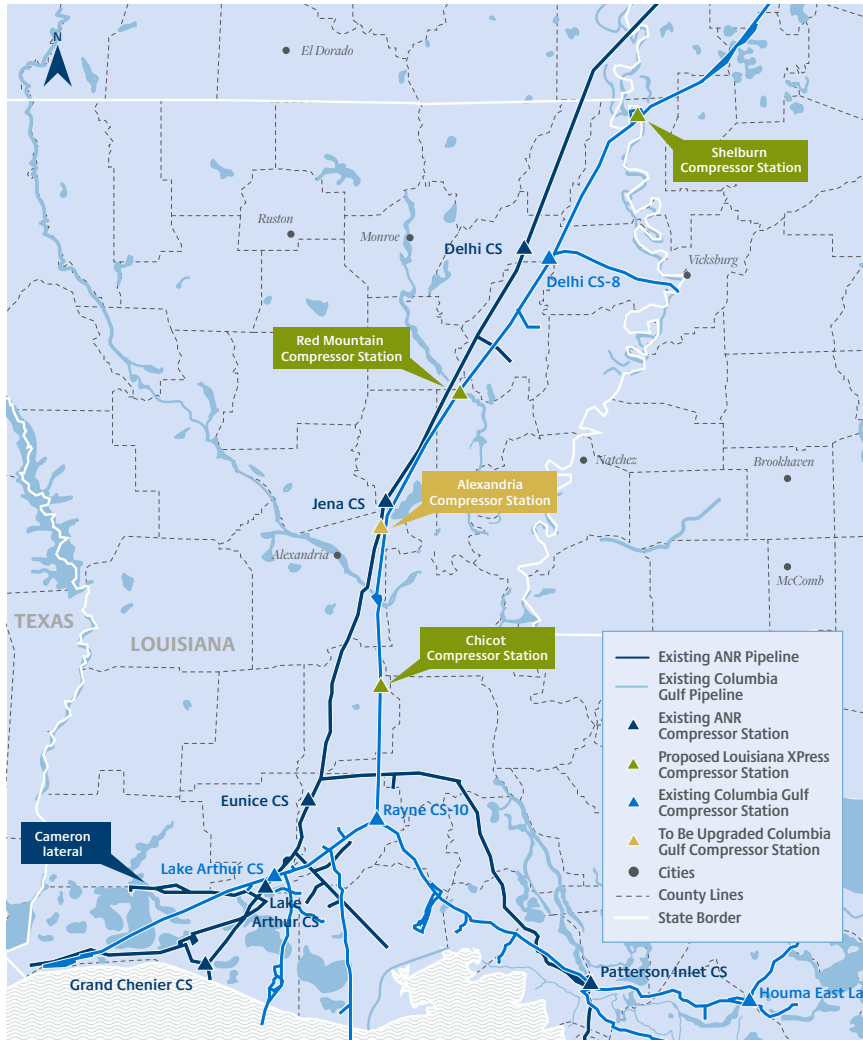 N
El Dorado
Shelburn
Compressor Station
Ruston
Monroe
Delhi CS
Delhi CS-8
Vicksburg
Red Mountain
Compressor Station
Alexandria
Compressor Station
Natchez
Brookhaven
Jena CS
Alexandria
McComb
TEXAS
LOUISIANA
Chicot
Compressor Station
Existing ANR Pipeline
Existing Columbia
Gulf Pipeline
Existing ANR
Compressor Station
Proposed Louisiana XPress
Compressor Station
Existing Columbia Gulf
Compressor Station
To Be Upgraded Columbia
Gulf Compressor Station
Cities
County Lines
State Border
Eunice CS
Rayne CS-10
Cameron
lateral
Lake Arthur CS
Lake
Arthur CS
Grand Chenier CS
Patterson Inlet CS
Houma East La